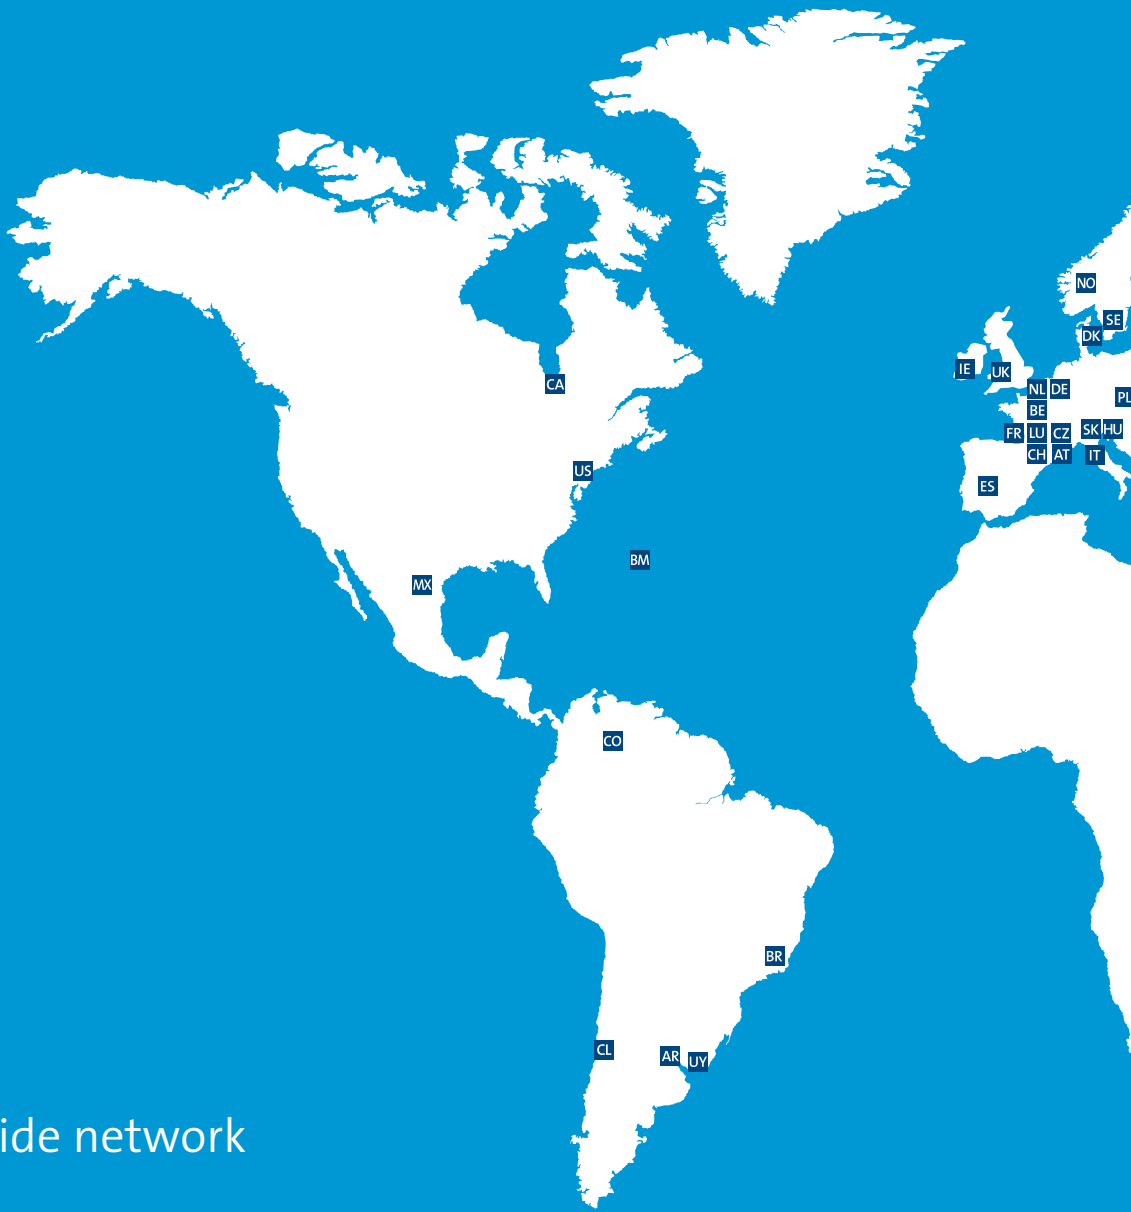 NO
SE
DK
IE
UK
NL DE
PL
BE
FR LU CZ SK HU
CH AT IT
CA
US
ES
BM
MX
CO
BR
CL
AR UY
ide network